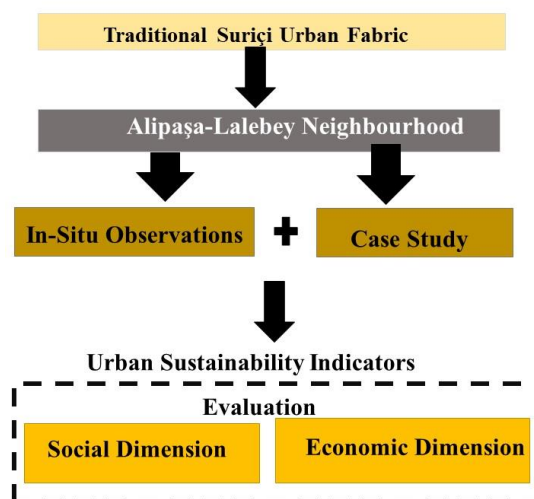 Traditional Suriçi Urban Fabric
Alipaşa-Lalebey Neighbourhood
In-Situ Observations + Case Study
Urban Sustainability Indicators
Evaluation
Social Dimension Economic Dimension